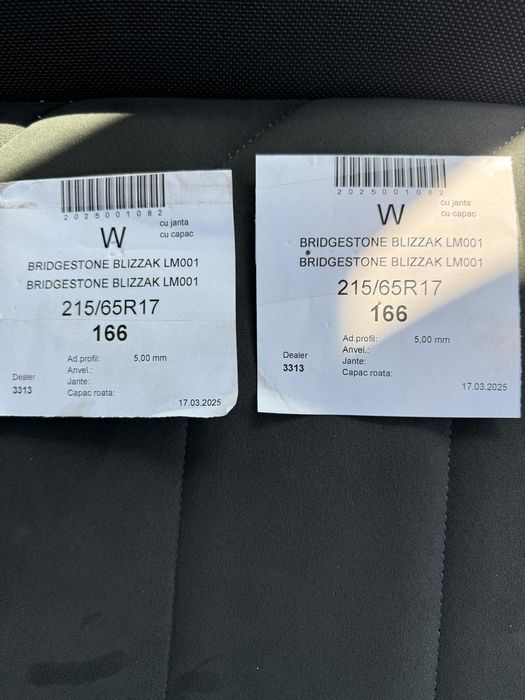 2025001082
W
cu janta
cu capac
BRIDGESTONE BLIZZAK LM001
BRIDGESTONE BLIZZAK LM001
215/65R17
166
Ad.profil: 5,00 mm
Anvel.:
Jante:
Capac roata:
Dealer
3313
17.03.2025
2025001082
W
cu janta
cu capac
BRIDGESTONE BLIZZAK LM001
BRIDGESTONE BLIZZAK LM001
215/65R17
166
Ad.profil: 5,00 mm
Anvel.:
Jante:
Capac roata:
Dealer
3313
17.03.2025